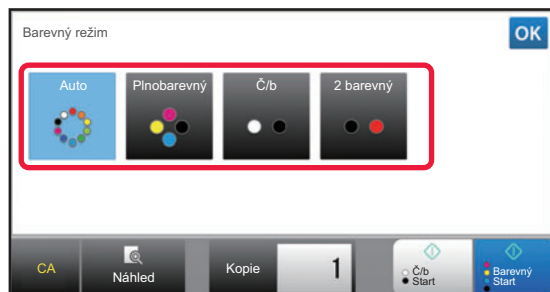 Barevný režim
OK
Auto
Plnobarevný
Č/b
2 barevný
CA
Náhled
Kopie
1
Č/b
Start
Barevný
Start